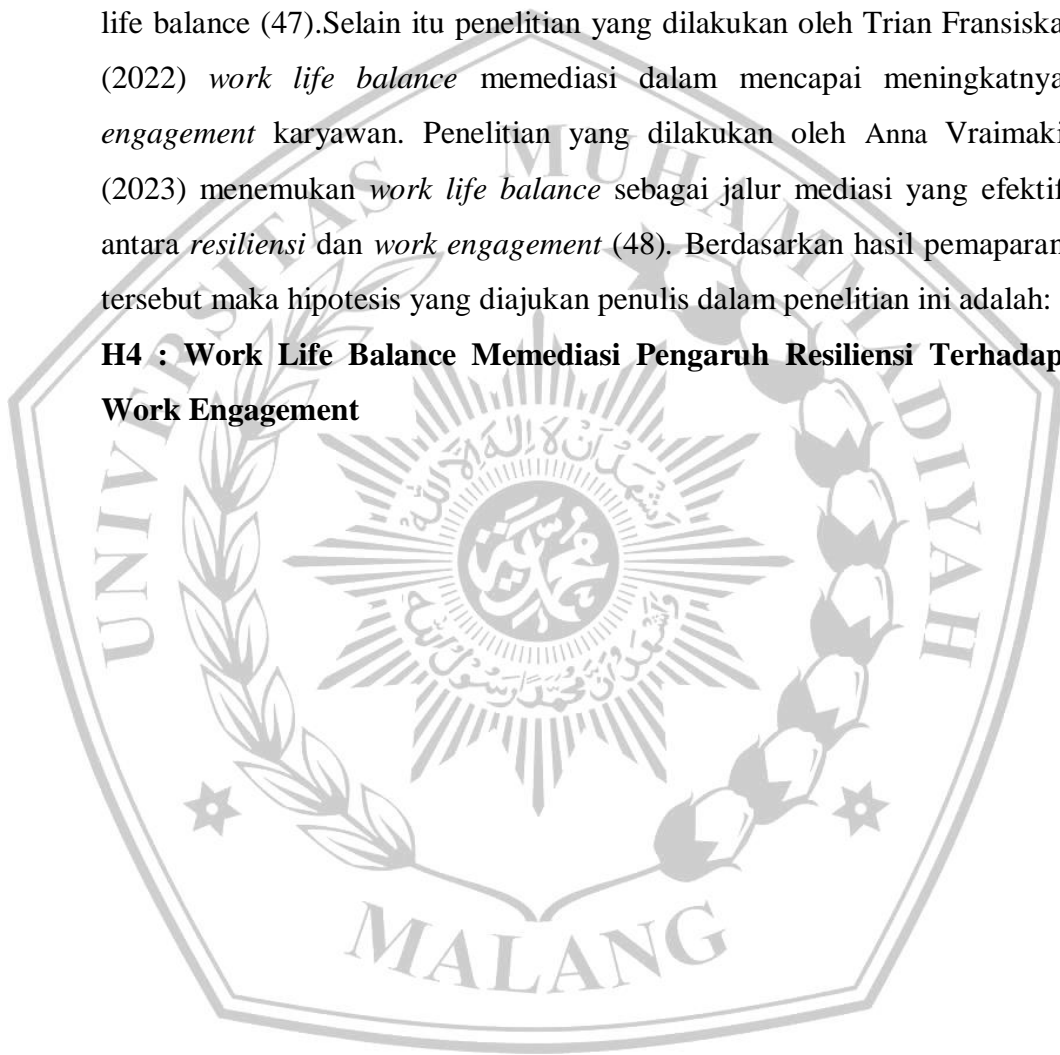 life balance (47).Selain itu penelitian yang dilakukan oleh Trian Fransiska
(2022) work life balance memediasi dalam mencapai meningkatnya
engagement karyawan. Penelitian yang dilakukan oleh Anna Vraimaki
(2023) menemukan work life balance sebagai jalur mediasi yang efektif
antara resiliensi dan work engagement (48). Berdasarkan hasil pemaparan
tersebut maka hipotesis yang diajukan penulis dalam penelitian ini adalah:
H4 : Work Life Balance Memediasi Pengaruh Resiliensi Terhadap
Work Engagement
UNIVERSITAS MUHAMMADIYAH
MALANG